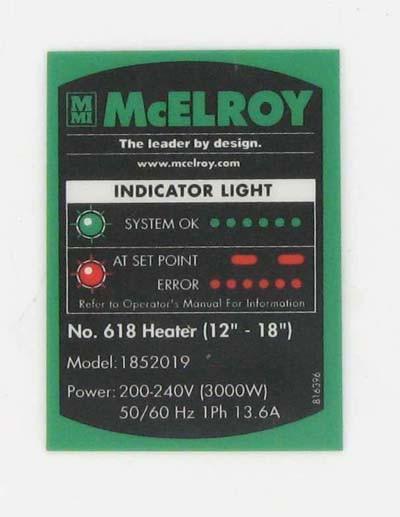 M
MI
McELROY
The leader by design.
www.mcelroy.com
INDICATOR LIGHT
SYSTEM OK
AT SET POINT
ERROR
Refer to Operator's Manual For Information
No. 618 Heater (12" - 18")
Model: 1852019
Power: 200-240V (3000W)
50/60 Hz 1Ph 13.6A
816396